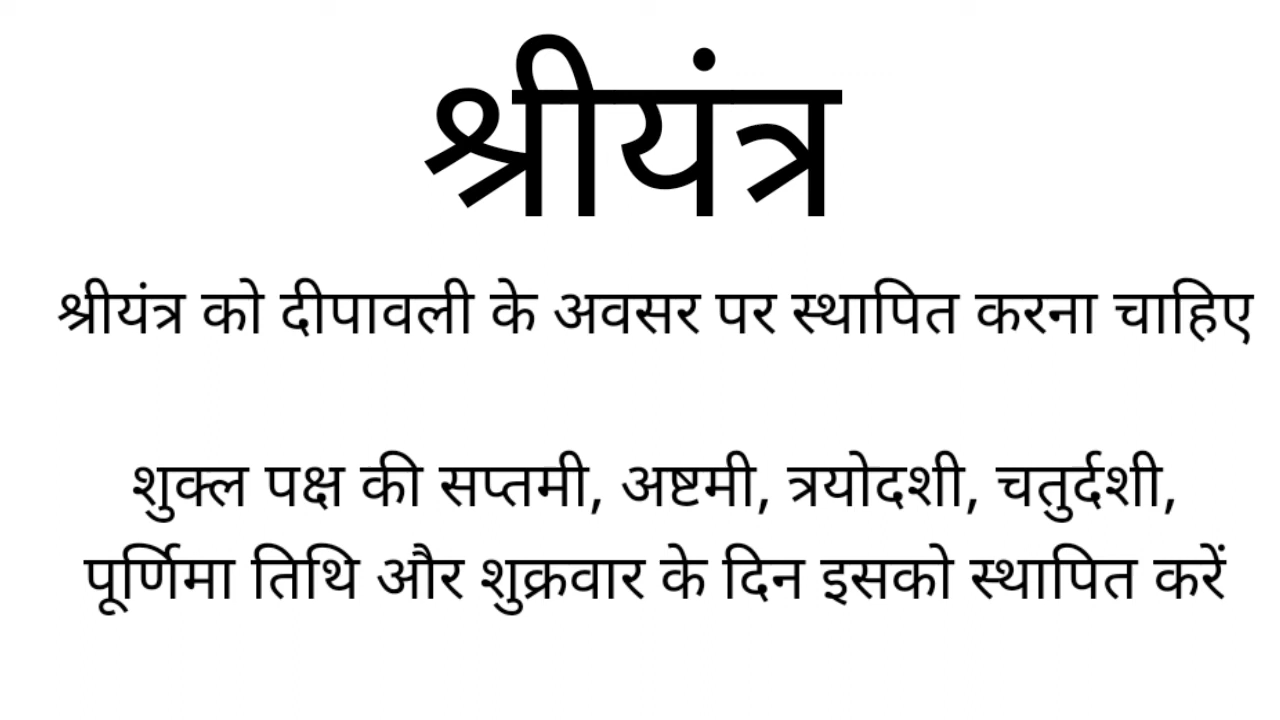 श्रीयंत्र
श्रीयंत्र को दीपावली के अवसर पर स्थापित करना चाहिए
शुक्ल पक्ष की सप्तमी, अष्टमी, त्रयोदशी, चतुर्दशी,
पूर्णिमा तिथि और शुक्रवार के दिन इसको स्थापित करें